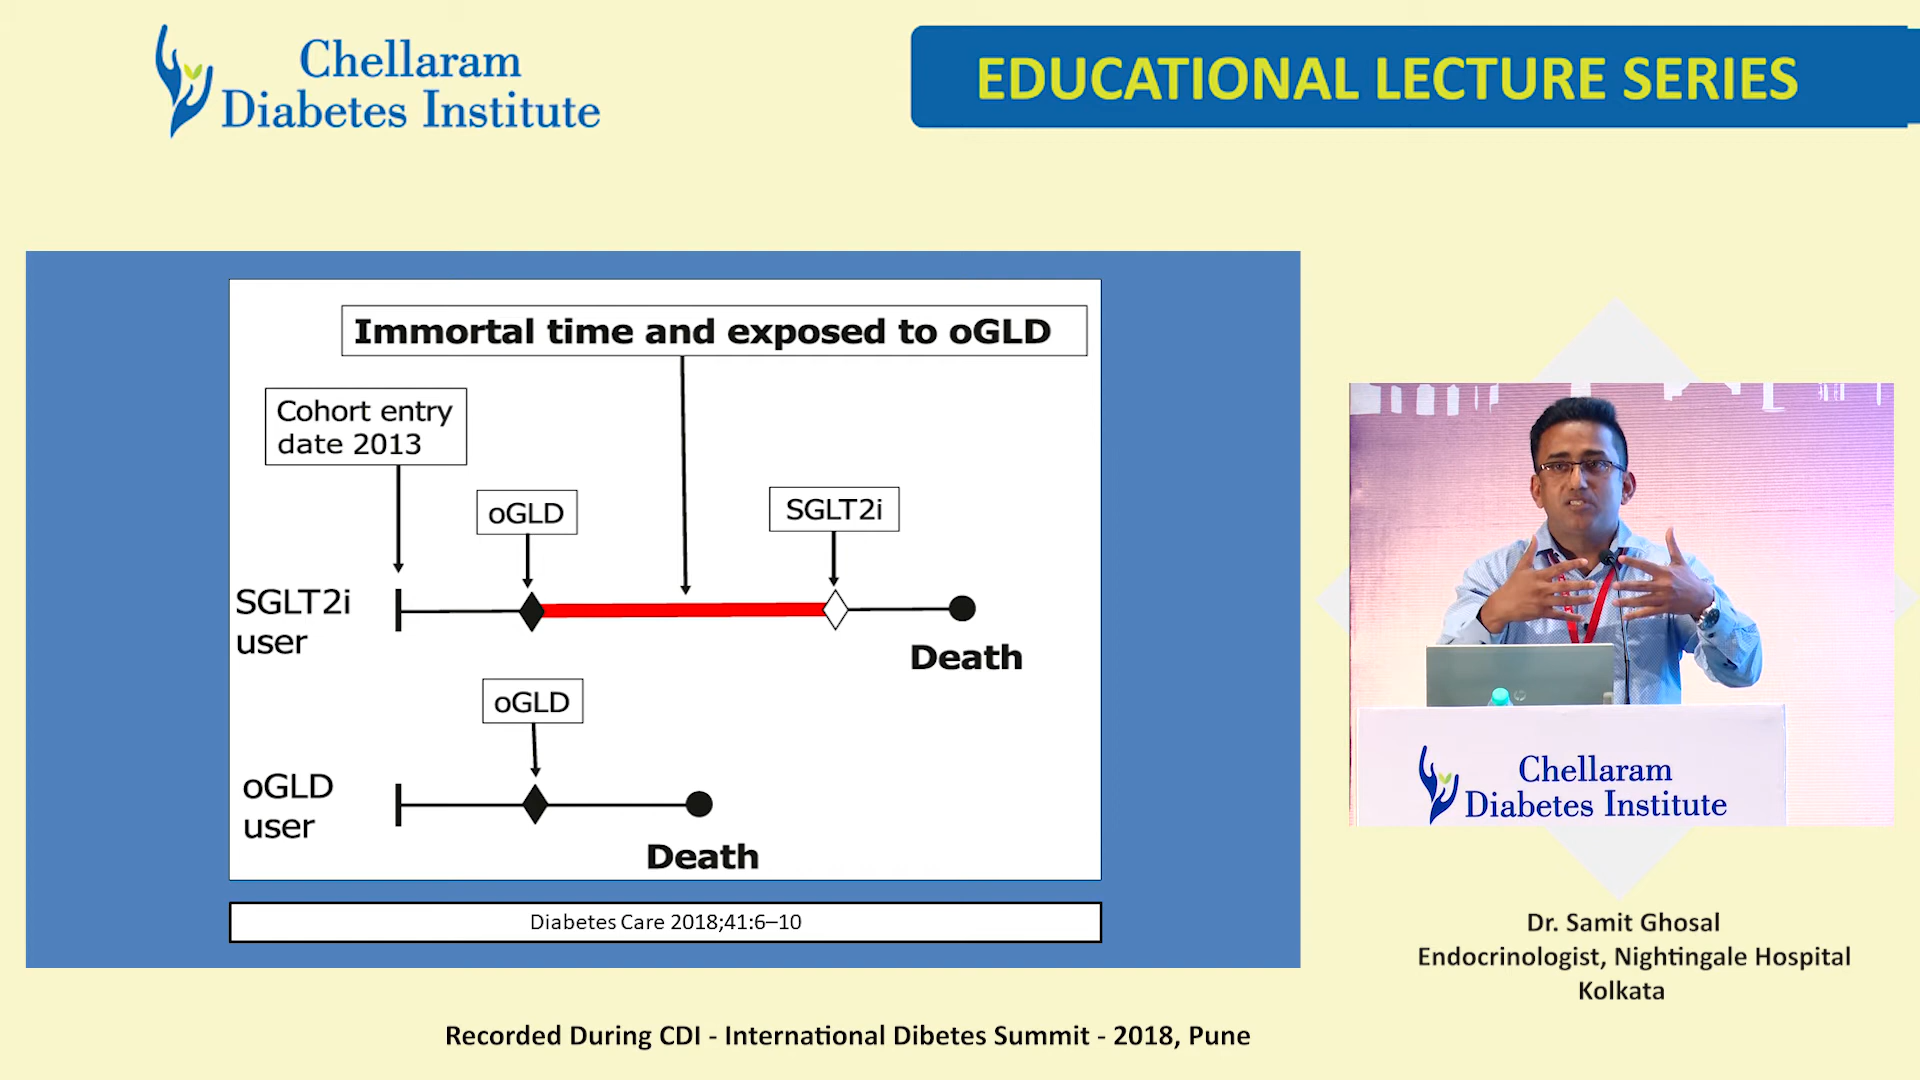 Chellaram
Diabetes Institute
EDUCATIONAL LECTURE SERIES
Immortal time and exposed to oGLD
Cohort entry
date 2013
oGLD
SGLT2i
SGLT2i
user
Death
oGLD
oGLD
user
Death
Diabetes Care 2018;41:6–10
Chellaram
Diabetes Institute
Dr. Samit Ghosal
Endocrinologist, Nightingale Hospital
Kolkata
Recorded During CDI - International Dibetes Summit - 2018, Pune